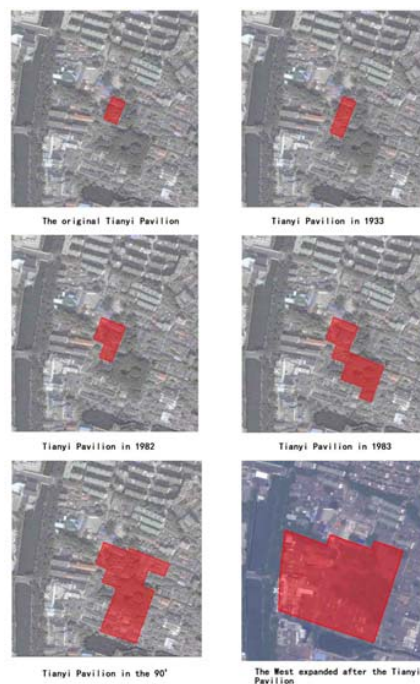 The original Tianyi Pavilion
Tianyi Pavilion in 1933
Tianyi Pavilion in 1982
Tianyi Pavilion in 1983
Tianyi Pavilion in the 90'
The West expanded after the Tianyi
Pavilion